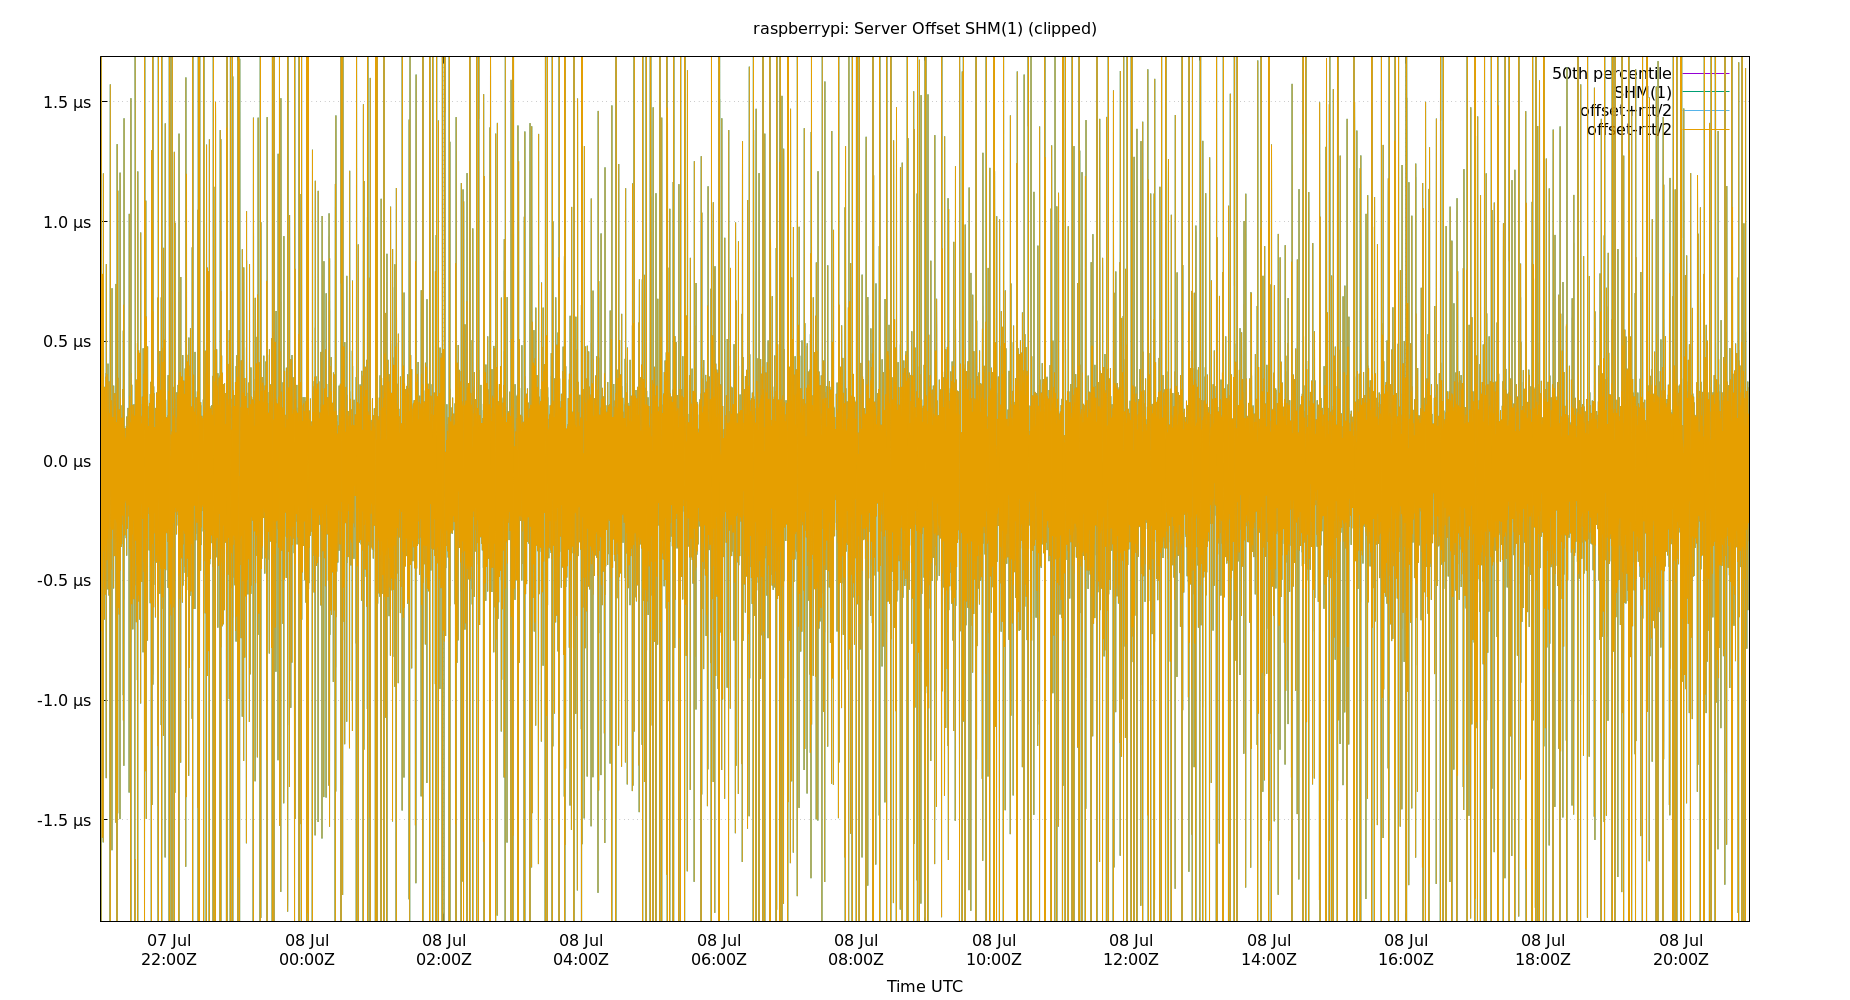 raspberrypi: Server Offset SHM(1) (clipped)
50th percentile
SHM(1)
offset+rtt/2
offset-rtt/2
1.5 µs
1.0 µs
0.5 µs
0.0 µs
-0.5 µs
-1.0 µs
-1.5 µs
07 Jul 08 Jul 08 Jul 08 Jul 08 Jul 08 Jul 08 Jul 08 Jul 08 Jul 08 Jul 08 Jul 08 Jul
22:00Z 00:00Z 02:00Z 04:00Z 06:00Z 08:00Z 10:00Z 12:00Z 14:00Z 16:00Z 18:00Z 20:00Z
Time UTC